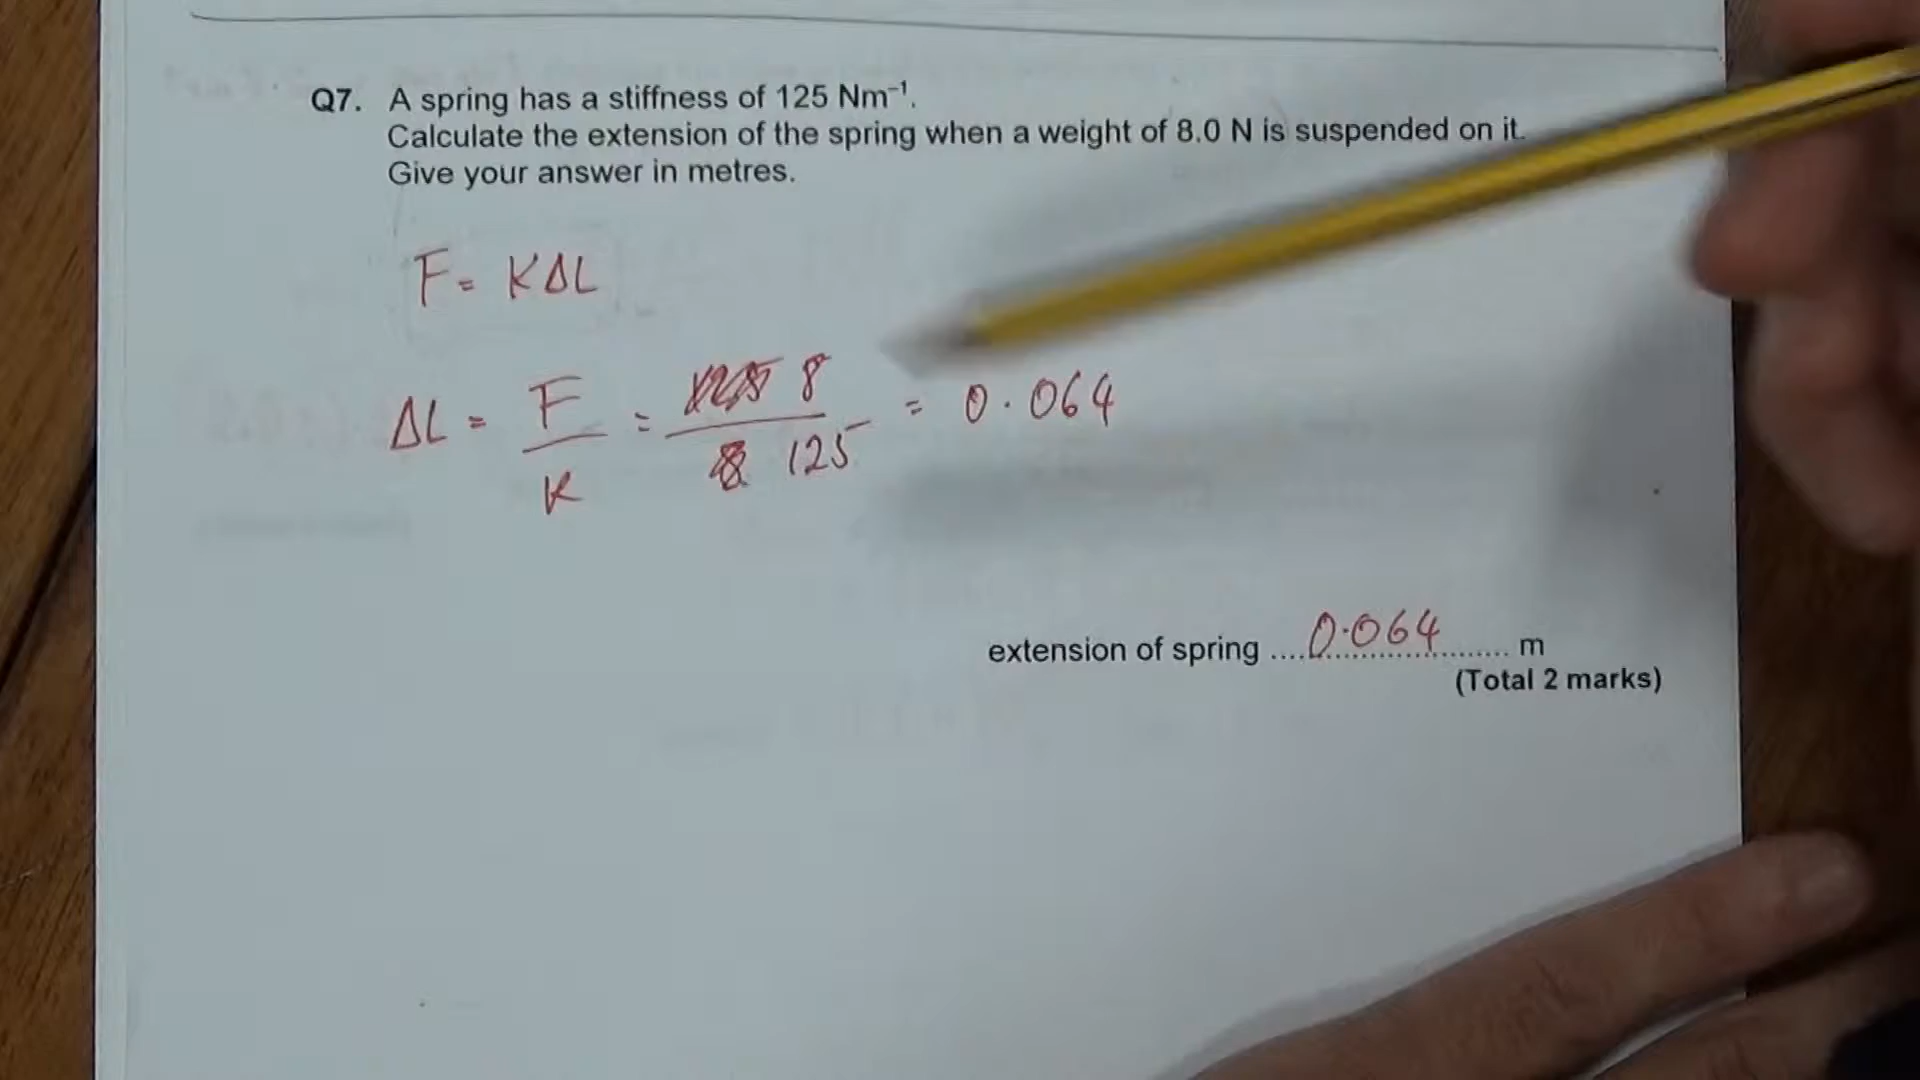 Q7. A spring has a stiffness of 125 Nm⁻¹.
Calculate the extension of the spring when a weight of 8.0 N is suspended on it.
Give your answer in metres.
F = KΔL
ΔL = F/K = 8/125 = 0.064
extension of spring ....0.064........ m
(Total 2 marks)